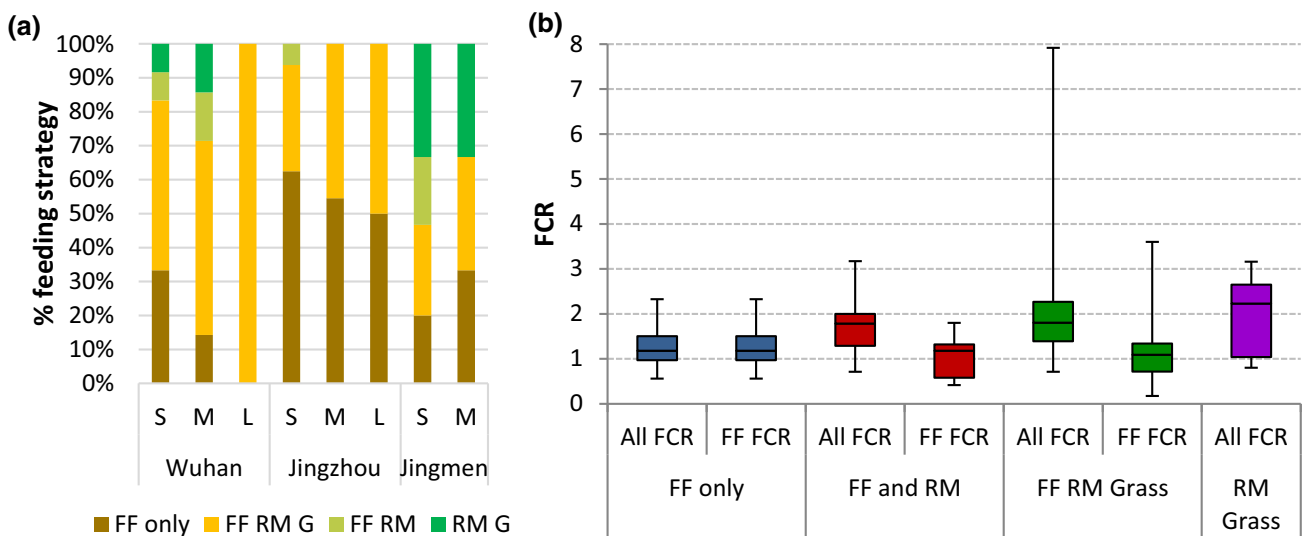 (a)
100%
90%
80%
70%
60%
50%
40%
30%
20%
10%
0%
% feeding strategy
S M L S M L S M
Wuhan Jingzhou Jingmen
FF only FF RM G FF RM RM G
(b)
8
7
6
5
4
3
2
1
0
FCR
All FCR FF FCR All FCR FF FCR All FCR FF FCR All FCR
FF only FF and RM FF RM Grass RM
Grass